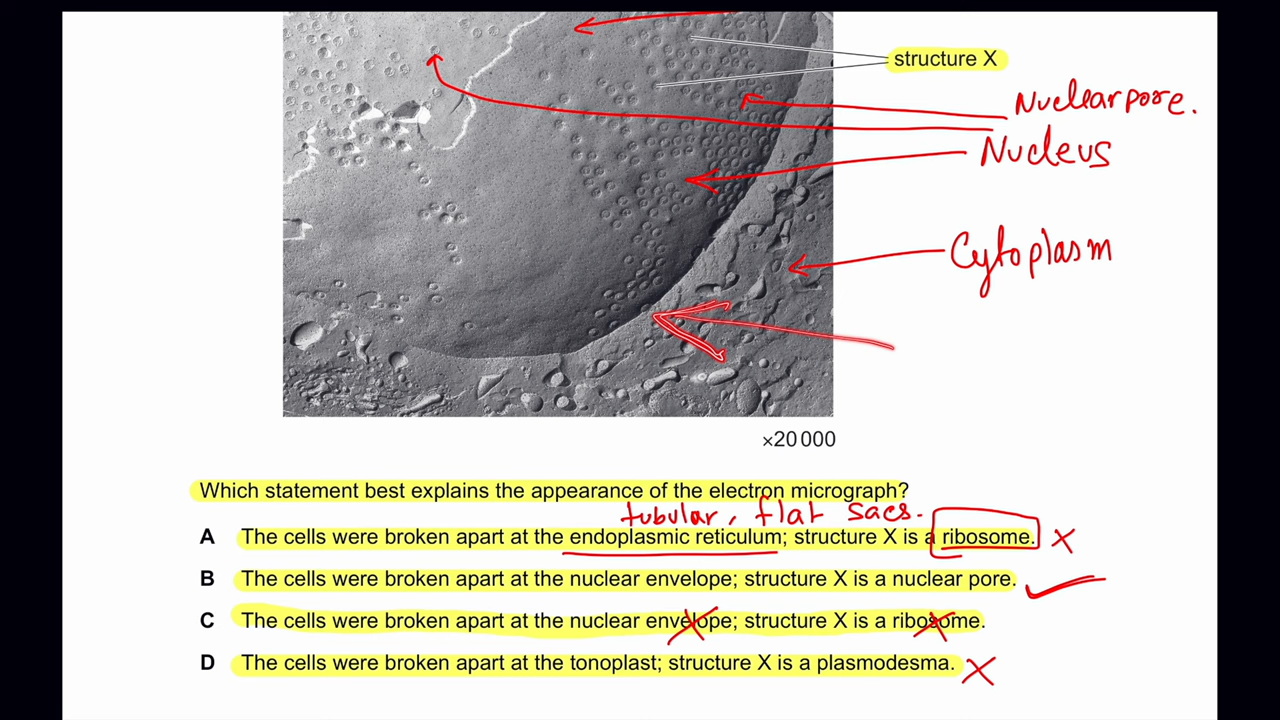 structure X
Nuclear pore.
Nucleus
Cytoplasm
×20 000
Which statement best explains the appearance of the electron micrograph?
tubular, flat sacs.
A The cells were broken apart at the endoplasmic reticulum; structure X is a ribosome.
B The cells were broken apart at the nuclear envelope; structure X is a nuclear pore.
C The cells were broken apart at the nuclear envelope; structure X is a ribosome.
D The cells were broken apart at the tonoplast; structure X is a plasmodesma.